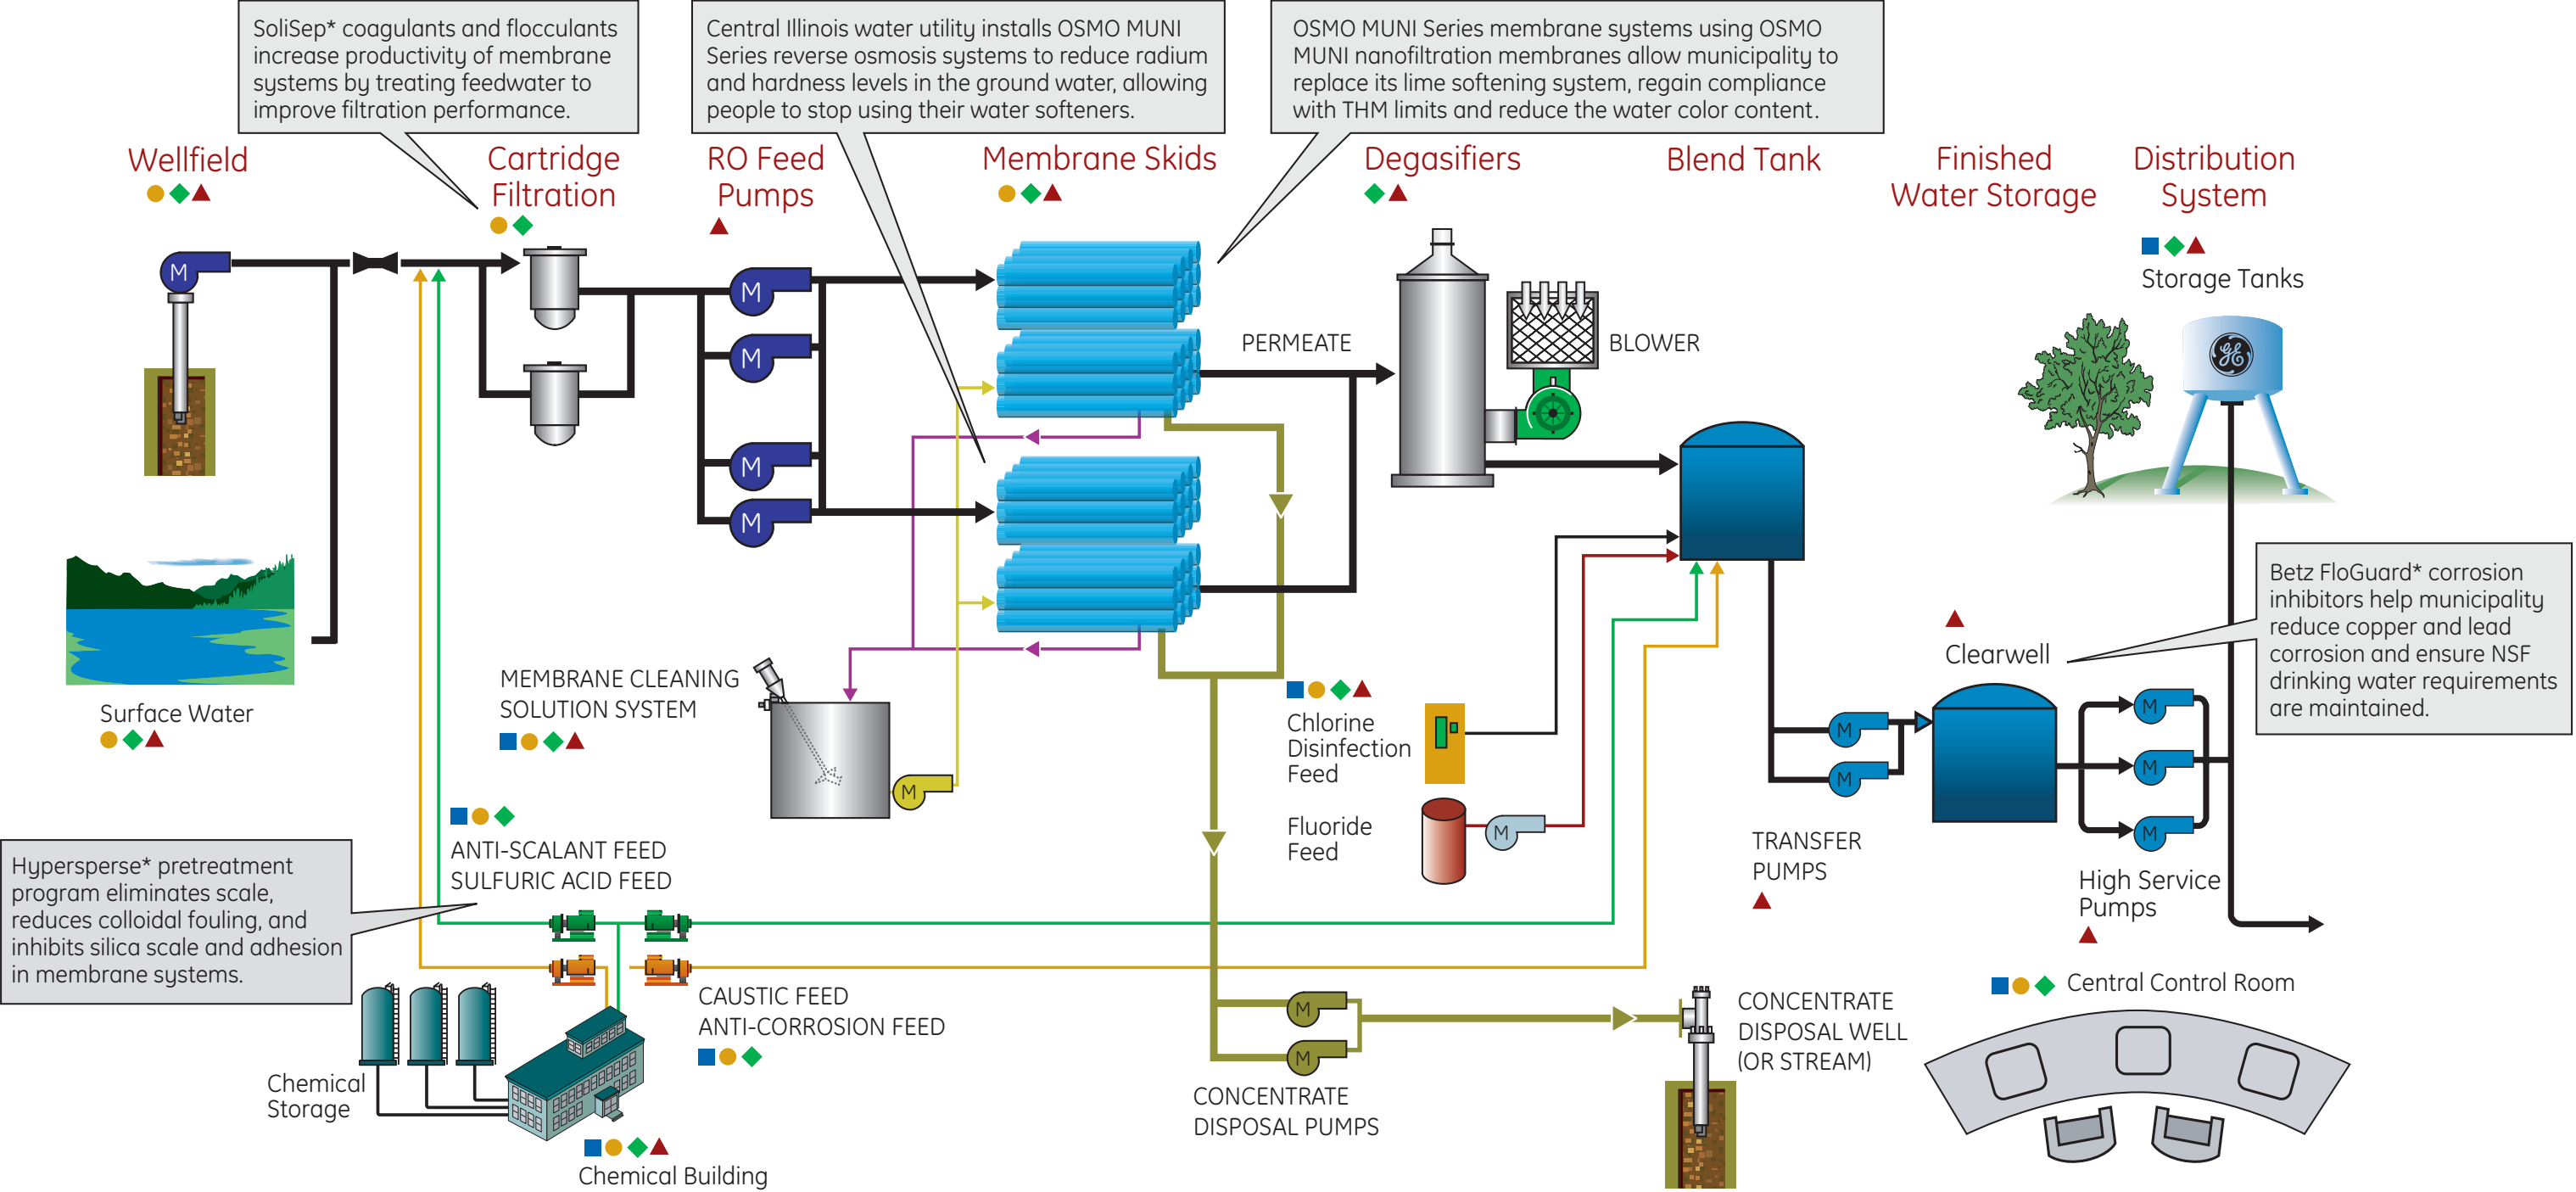 SoliSep* coagulants and flocculants
increase productivity of membrane
systems by treating feedwater to
improve filtration performance.
Central Illinois water utility installs OSMO MUNI
Series reverse osmosis systems to reduce radium
and hardness levels in the ground water, allowing
people to stop using their water softeners.
OSMO MUNI Series membrane systems using OSMO
MUNI nanofiltration membranes allow municipality to
replace its lime softening system, regain compliance
with THM limits and reduce the water color content.
Wellfield
Cartridge
Filtration
RO Feed
Pumps
Membrane Skids
Degasifiers
Blend Tank
Finished
Water Storage
Distribution
System
Storage Tanks
M
M
M
M
M
PERMEATE
BLOWER
GE
Surface Water
MEMBRANE CLEANING
SOLUTION SYSTEM
M
Chlorine
Disinfection
Feed
Fluoride
Feed
M
Betz FloGuard* corrosion
inhibitors help municipality
reduce copper and lead
corrosion and ensure NSF
drinking water requirements
are maintained.
Clearwell
M
M
M
M
M
TRANSFER
PUMPS
High Service
Pumps
Hypersperse* pretreatment
program eliminates scale,
reduces colloidal fouling, and
inhibits silica scale and adhesion
in membrane systems.
ANTI-SCALANT FEED
SULFURIC ACID FEED
CAUSTIC FEED
ANTI-CORROSION FEED
Chemical
Storage
Chemical Building
M
M
CONCENTRATE
DISPOSAL PUMPS
CONCENTRATE
DISPOSAL WELL
(OR STREAM)
Central Control Room